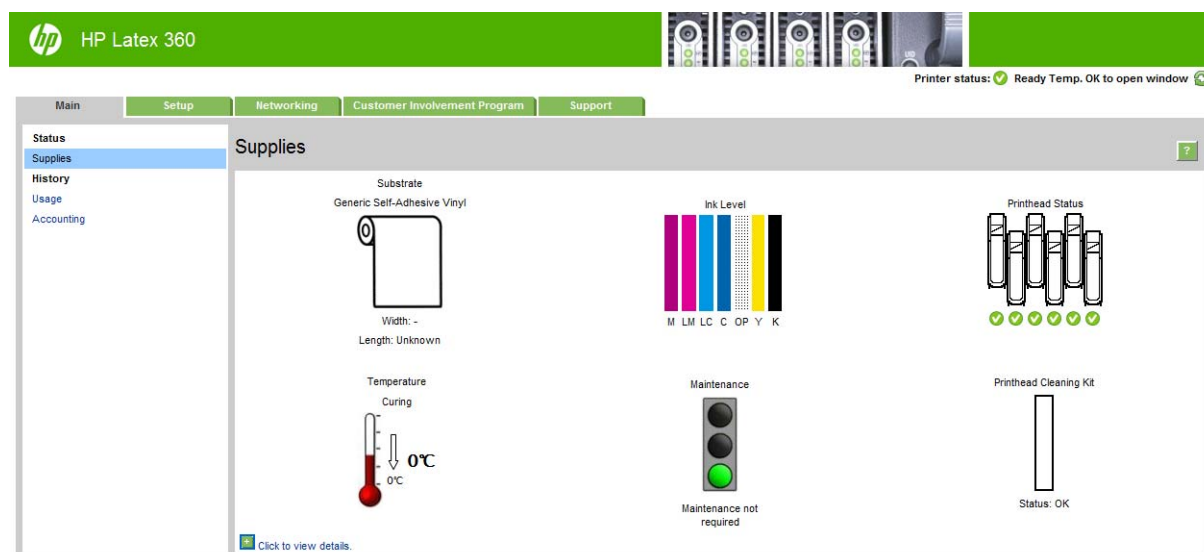 hp HP Latex 360
Printer status: Ready Temp. OK to open window
Main Setup Networking Customer Involvement Program Support
Status
Supplies
History
Usage
Accounting
Supplies
?
Substrate
Generic Self-Adhesive Vinyl
Width: -
Length: Unknown
Ink Level
M LM LC C OP Y K
Printhead Status
Temperature
Curing
0℃
0℃
Maintenance
Maintenance not
required
Printhead Cleaning Kit
Status: OK
+ Click to view details.